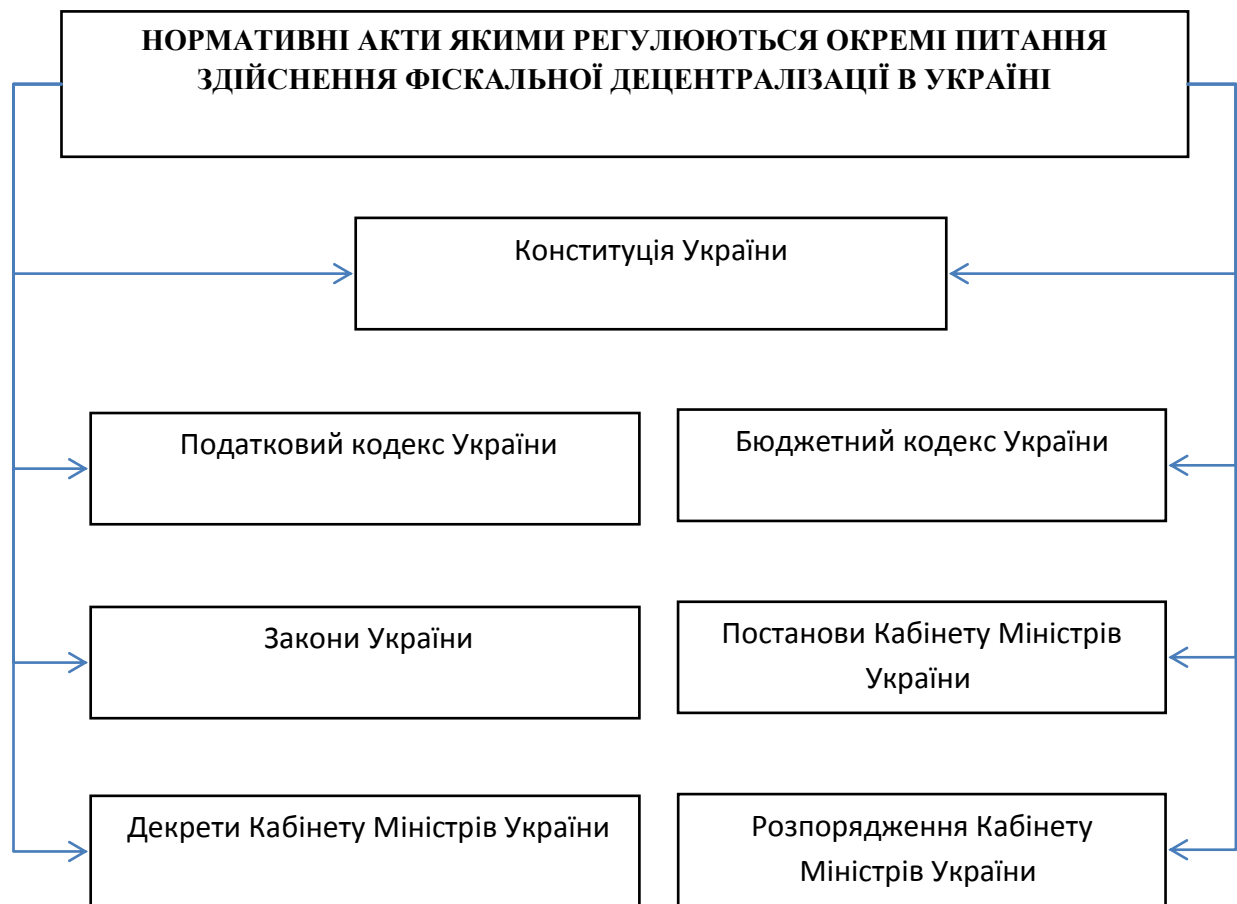 НОРМАТИВНІ АКТИ ЯКИМИ РЕГУЛЮЮТЬСЯ ОКРЕМІ ПИТАННЯ
ЗДІЙСНЕННЯ ФІСКАЛЬНОЇ ДЕЦЕНТРАЛІЗАЦІЇ В УКРАЇНІ
Конституція України
Податковий кодекс України
Бюджетний кодекс України
Закони України
Постанови Кабінету Міністрів
України
Декрети Кабінету Міністрів України
Розпорядження Кабінету
Міністрів України